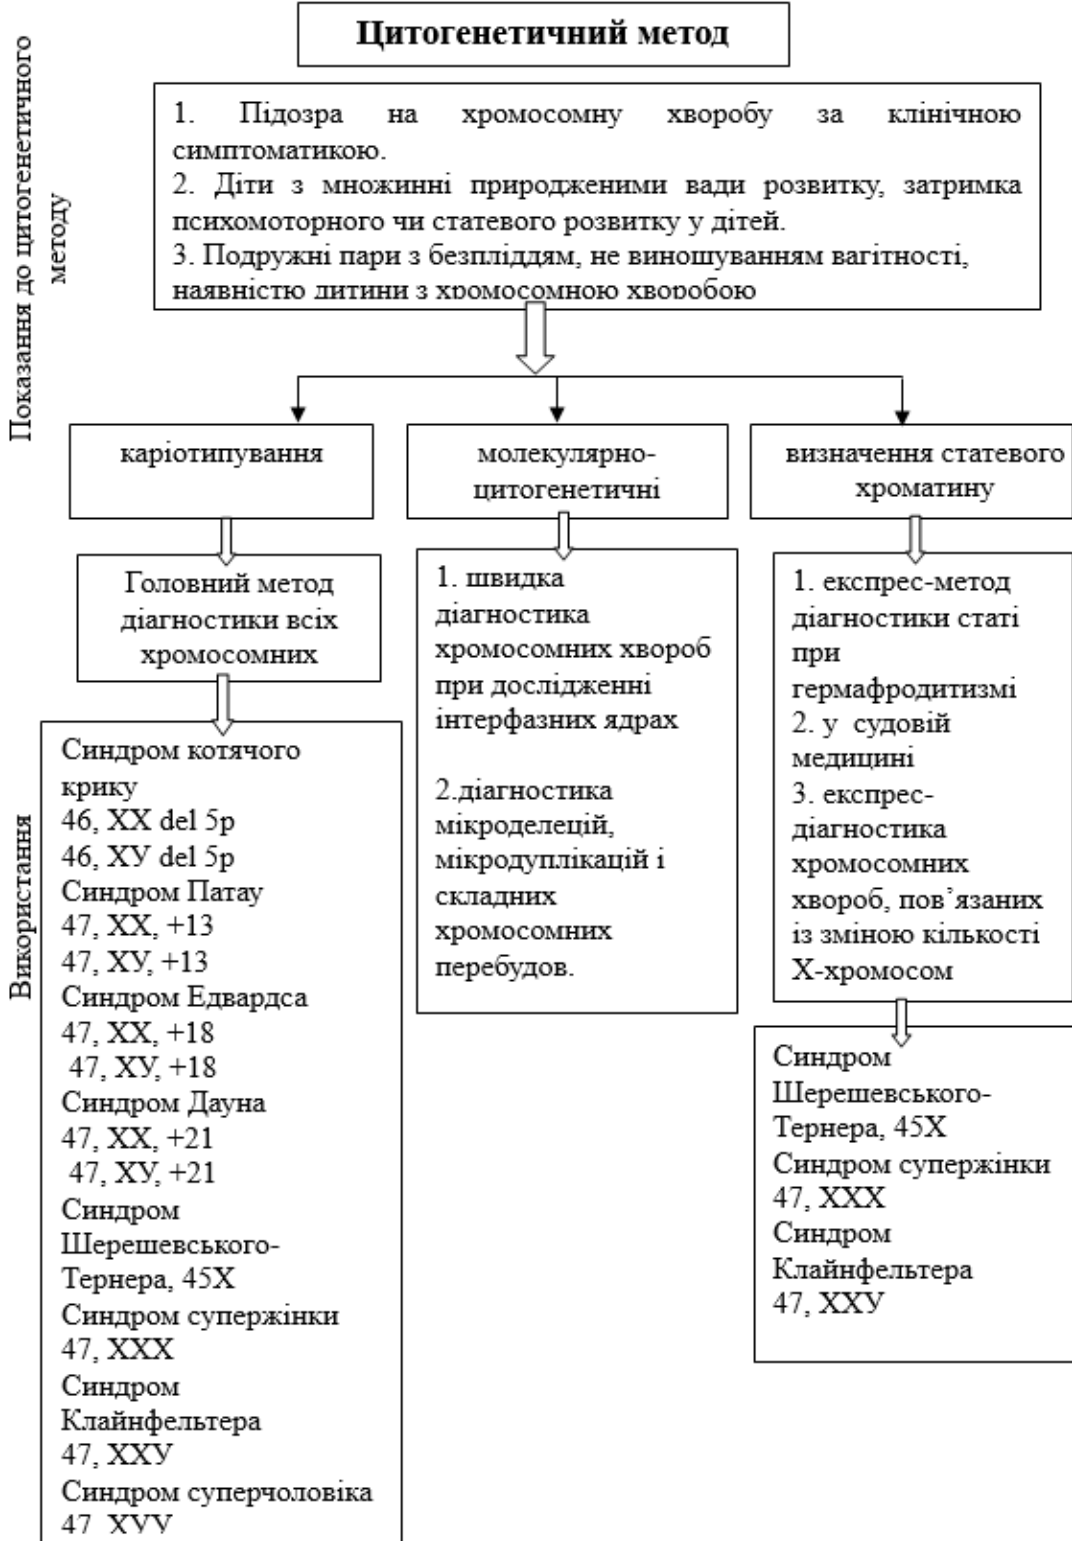 Цитогенетичний метод
Показання до цитогенетичного
методу
1. Підозра на хромосомну хворобу за клінічною
симптоматикою.
2. Діти з множинні природженими вади розвитку, затримка
психомоторного чи статевого розвитку у дітей.
3. Подружні пари з безпліддям, не виношуванням вагітності,
наявністю дитини з хромосомною хворобою
каріотипування
молекулярно-
цитогенетичні
визначення статевого
хроматину
Використання
Головний метод
діагностики всіх
хромосомних
Синдром котячого
крику
46, ХХ del 5p
46, ХУ del 5p
Синдром Патау
47, ХХ, +13
47, ХУ, +13
Синдром Едвардса
47, ХХ, +18
47, ХУ, +18
Синдром Дауна
47, ХХ, +21
47, ХУ, +21
Синдром
Шерешевського-
Тернера, 45Х
Синдром супержінки
47, ХХХ
Синдром
Клайнфельтера
47, ХХУ
Синдром суперчоловіка
47 ХУУ
1. швидка
діагностика
хромосомних хвороб
при дослідженні
інтерфазних ядрах
2.діагностика
мікроделецій,
мікродуплікацій і
складних
хромосомних
перебудов.
1. експрес-метод
діагностики статі
при
гермафродитизмі
2. у судовій
медицині
3. експрес-
діагностика
хромосомних
хвороб, пов’язаних
із зміною кількості
Х-хромосом
Синдром
Шерешевського-
Тернера, 45Х
Синдром супержінки
47, ХХХ
Синдром
Клайнфельтера
47, ХХУ